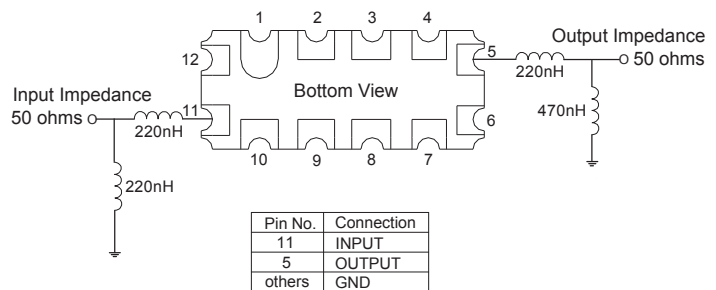 1 2 3 4
Output Impedance
50 ohms
5
12
220nH
Bottom View
Input Impedance
50 ohms
470nH
11
6
220nH
10 9 8 7
220nH
Pin No. Connection
11 INPUT
5 OUTPUT
others GND